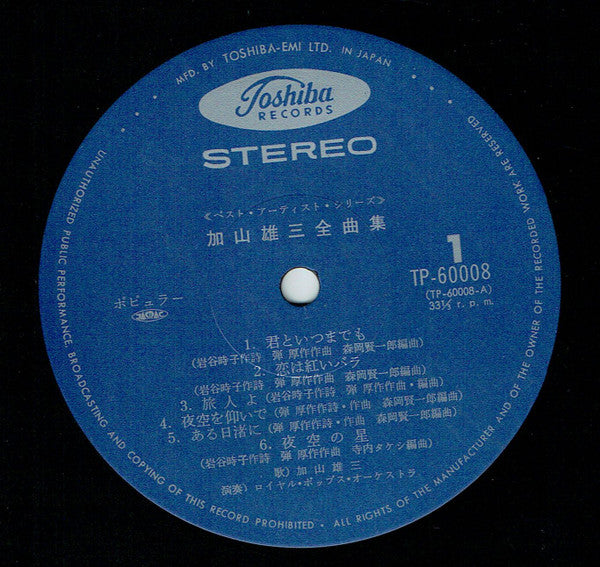 MFD. BY TOSHIBA-EMI LTD. IN JAPAN
Toshiba
RECORDS
STEREO
≪ベスト・アーティスト・シリーズ≫
加山雄三全曲集
1
TP-60008
(TP-60008-A)
33⅓ r. p. m.
ポピュラー
JASRAC
1. 君といつまでも
(岩谷時子作詩 弾 厚作作曲 森岡賢一郎編曲)
2. 恋は紅いバラ
(岩谷時子作詩 弾 厚作作曲 森岡賢一郎編曲)
3. 旅人よ(岩谷時子作詩 弾 厚作作曲・編曲)
4. 夜空を仰いで(弾 厚作作詩・作曲 森岡賢一郎編曲)
5. ある日渚に(弾 厚作作詩・作曲 森岡賢一郎編曲)
6. 夜空の星
(岩谷時子作詩 弾 厚作作曲 寺内タケシ編曲)
歌)加山雄三
演奏)ロイヤル・ポップス・オーケストラ
UNAUTHORIZED PUBLIC PERFORMANCE, BROADCASTING AND COPYING OF THIS RECORD PROHIBITED • ALL RIGHTS OF THE MANUFACTURER AND OF THE OWNER OF THE RECORDED WORK ARE RESERVED